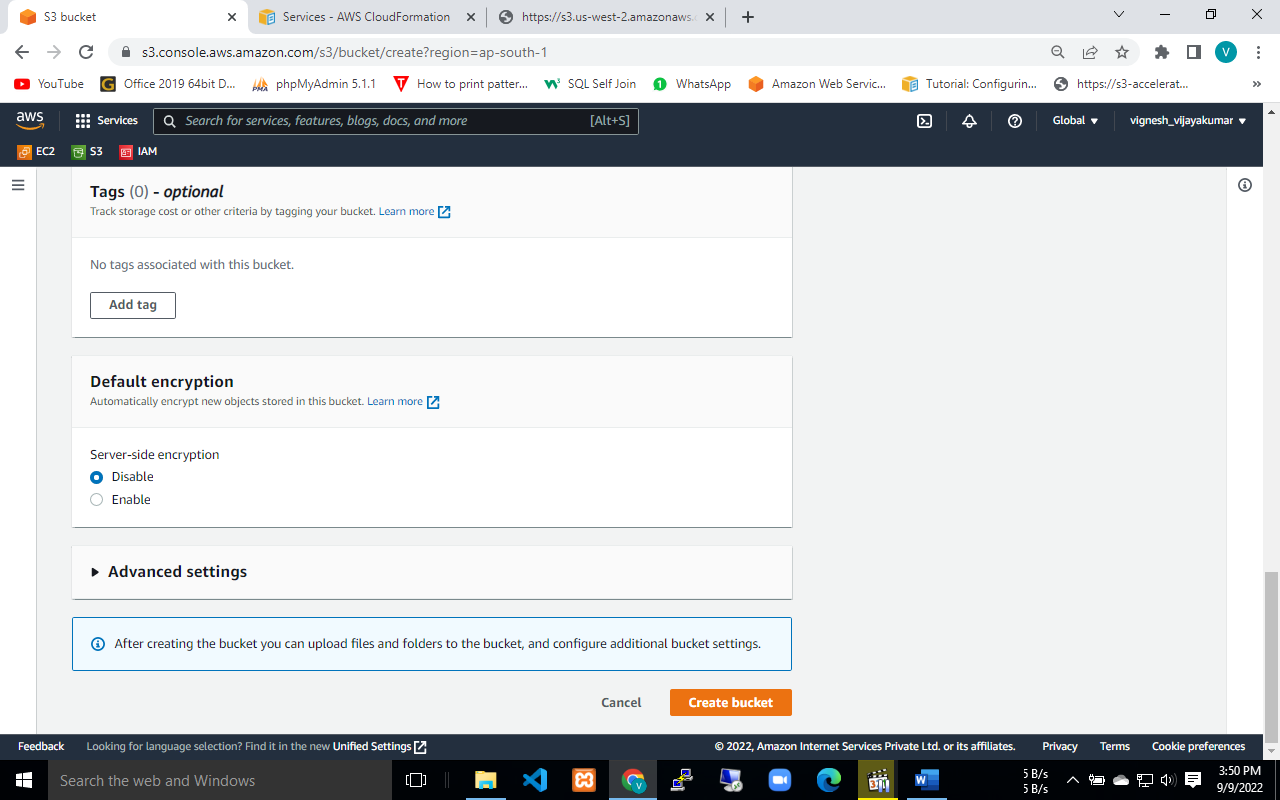 S3 bucket
Services - AWS CloudFormation
https://s3.us-west-2.amazonaws.
s3.console.aws.amazon.com/s3/bucket/create?region=ap-south-1
V
YouTube
Office 2019 64bit D...
phpMyAdmin 5.1.1
How to print patter...
SQL Self Join
WhatsApp
Amazon Web Servic...
Tutorial: Configurin...
https://s3-accelerat...
»
aws
Services
Search for services, features, blogs, docs, and more
[Alt+S]
Global
vignesh_vijayakumar
EC2
S3
IAM
Tags (0) - optional
Track storage cost or other criteria by tagging your bucket. Learn more
No tags associated with this bucket.
Add tag
Default encryption
Automatically encrypt new objects stored in this bucket. Learn more
Server-side encryption
Disable
Enable
Advanced settings
After creating the bucket you can upload files and folders to the bucket, and configure additional bucket settings.
Cancel
Create bucket
Feedback
Looking for language selection? Find it in the new Unified Settings
© 2022, Amazon Internet Services Private Ltd. or its affiliates.
Privacy
Terms
Cookie preferences
Search the web and Windows
5 B/s
5 B/s
3:50 PM
9/9/2022